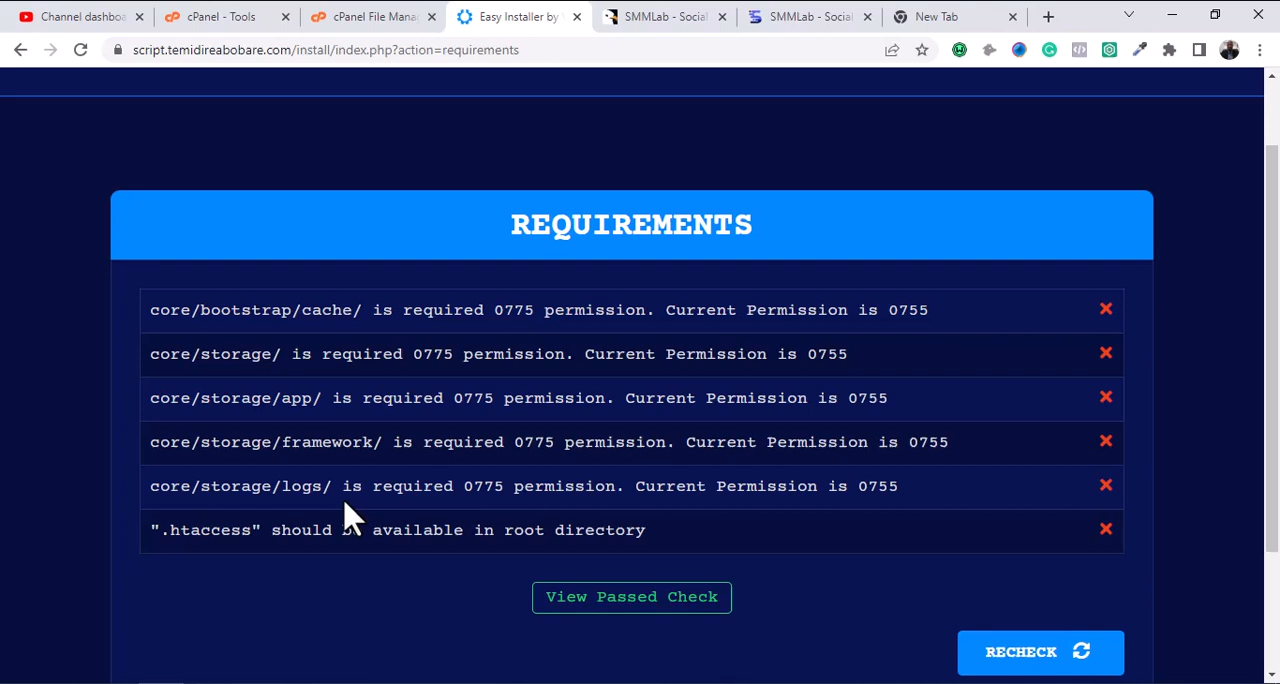 Channel dashboa
cPanel - Tools
cPanel File Mana
Easy Installer by
SMMLab - Social
SMMLab - Social
New Tab
script.temidireabobare.com/install/index.php?action=requirements
REQUIREMENTS
core/bootstrap/cache/ is required 0775 permission. Current Permission is 0755
core/storage/ is required 0775 permission. Current Permission is 0755
core/storage/app/ is required 0775 permission. Current Permission is 0755
core/storage/framework/ is required 0775 permission. Current Permission is 0755
core/storage/logs/ is required 0775 permission. Current Permission is 0755
".htaccess" should be available in root directory
View Passed Check
RECHECK